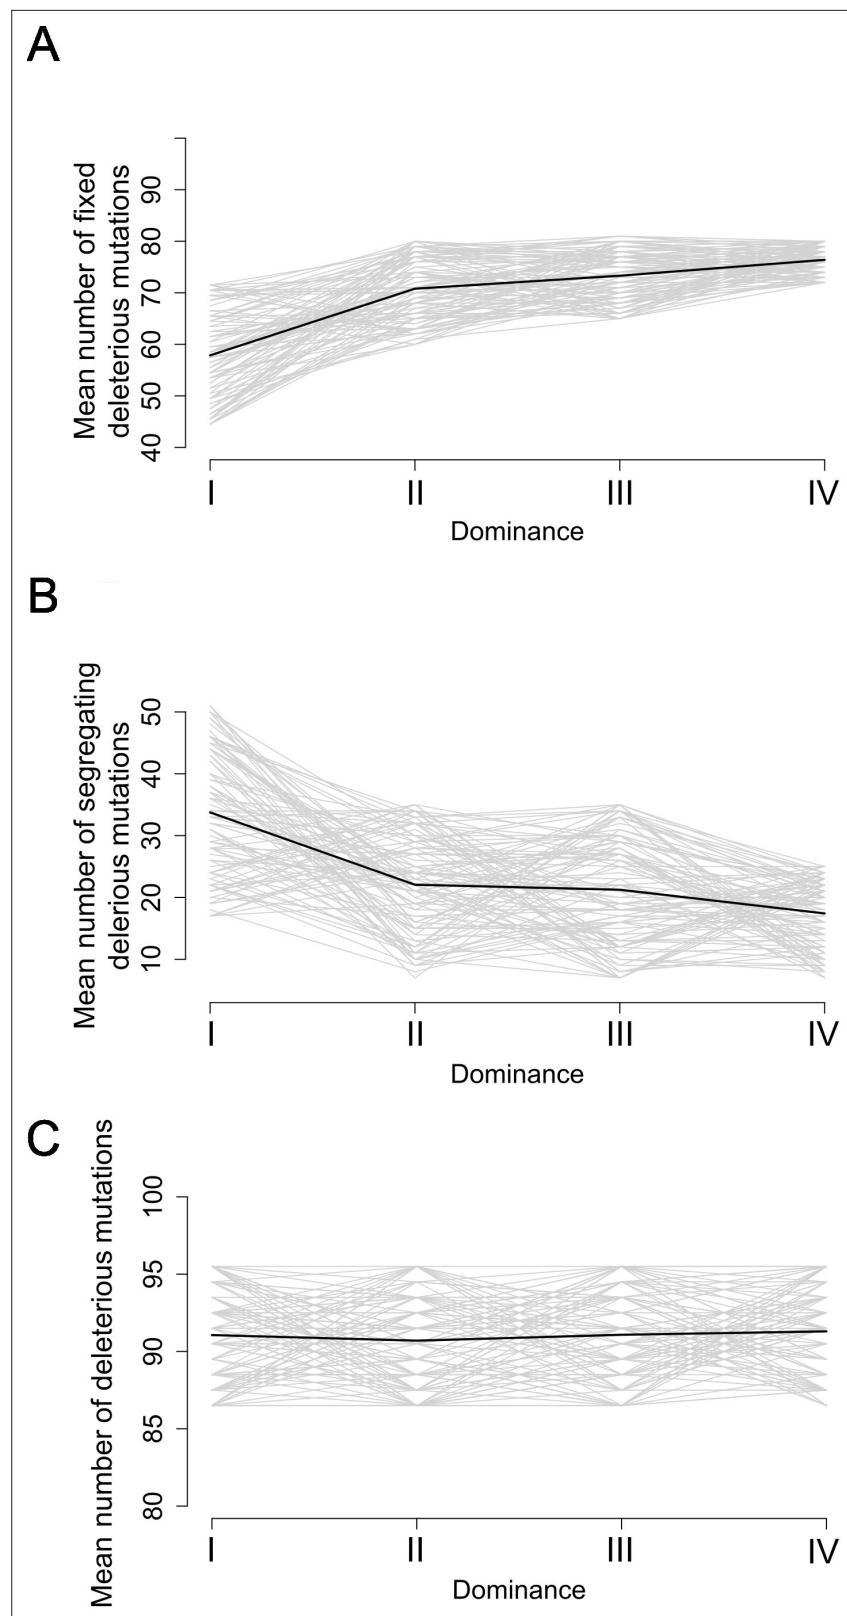 A
Mean number of fixed
deleterious mutations
90
80
70
60
50
40
I II III IV
Dominance
B
Mean number of segregating
delerious mutations
50
40
30
20
10
I II III IV
Dominance
C
Mean number of deleterious mutations
100
95
90
85
80
I II III IV
Dominance